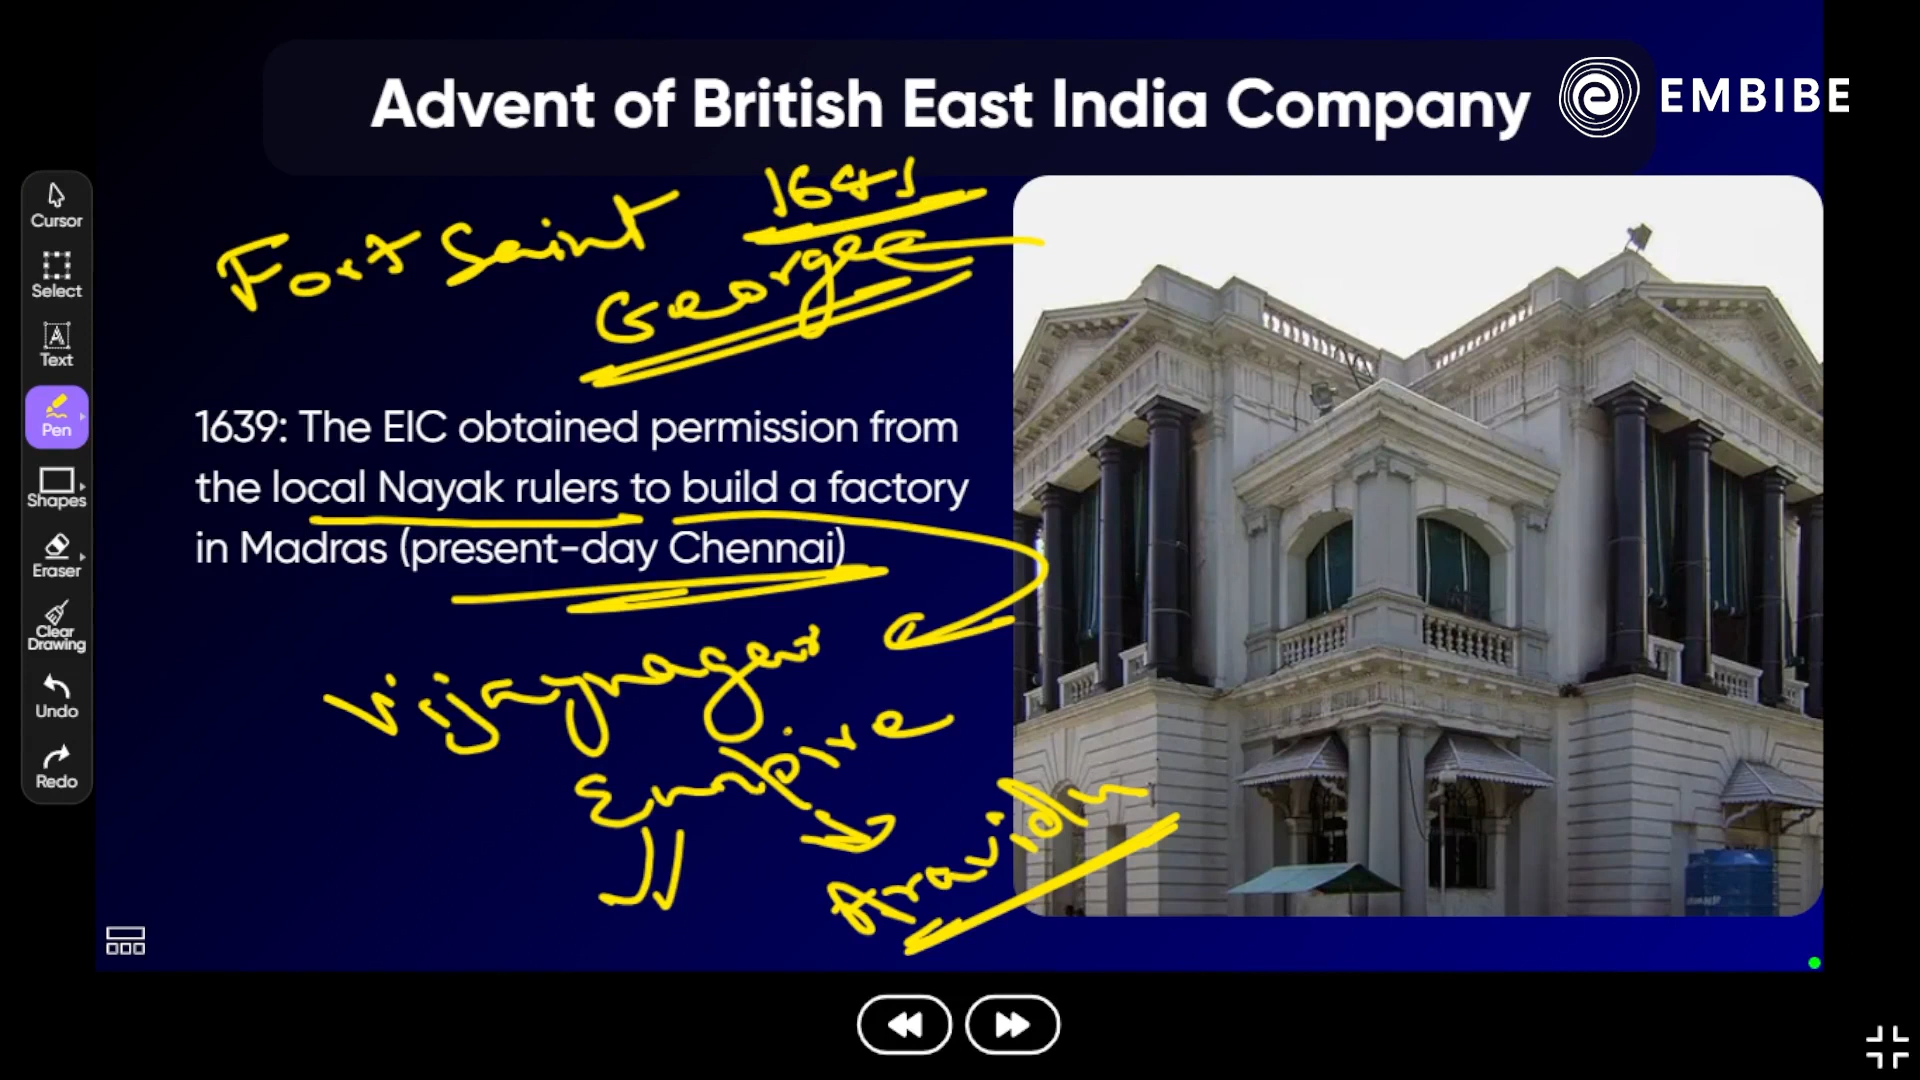 Advent of British East India Company
EMBIBE
Cursor
Select
Text
Pen
Shapes
Eraser
Clear
Drawing
Undo
Redo
1641
Fort Saint
George
1639: The EIC obtained permission from
the local Nayak rulers to build a factory
in Madras (present-day Chennai)
Vijaynagar
Empire
Aravidu